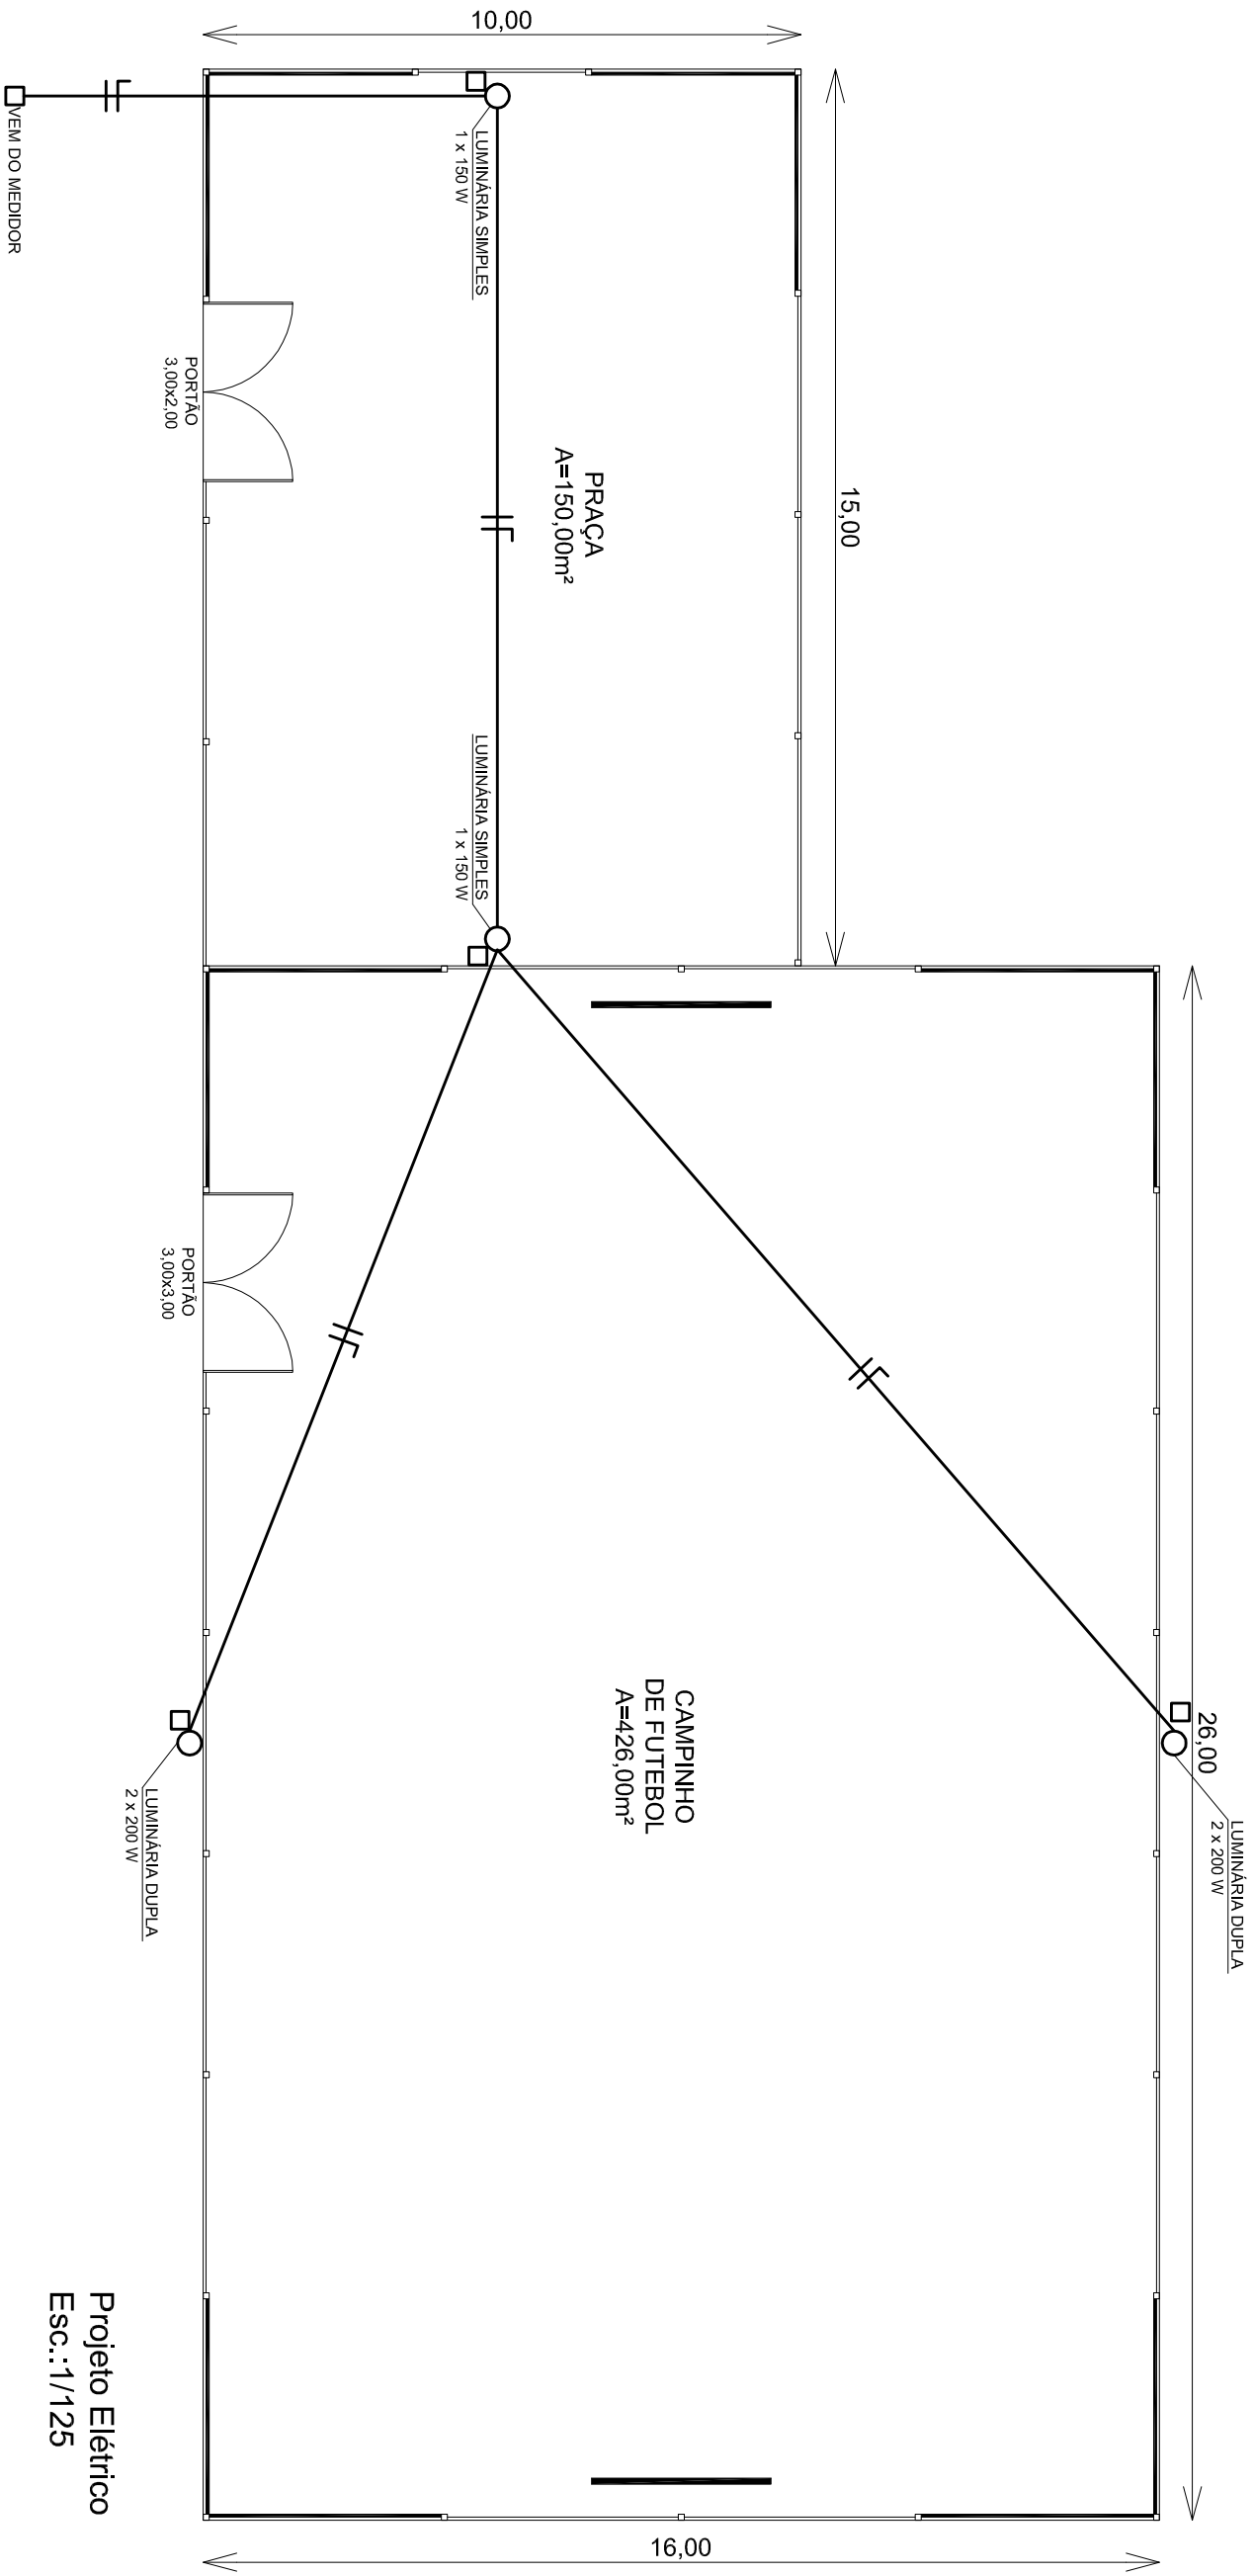 10,00
VEM DO MEDIDOR
LUMINÁRIA SIMPLES
1 x 150 W
PORTÃO
3,00x2,00
PRAÇA
A=150,00m²
15,00
LUMINÁRIA SIMPLES
1 x 150 W
PORTÃO
3,00x3,00
CAMPINHO
DE FUTEBOL
A=426,00m²
26,00
LUMINÁRIA DUPLA
2 x 200 W
LUMINÁRIA DUPLA
2 x 200 W
16,00
Projeto Elétrico
Esc.:1/125